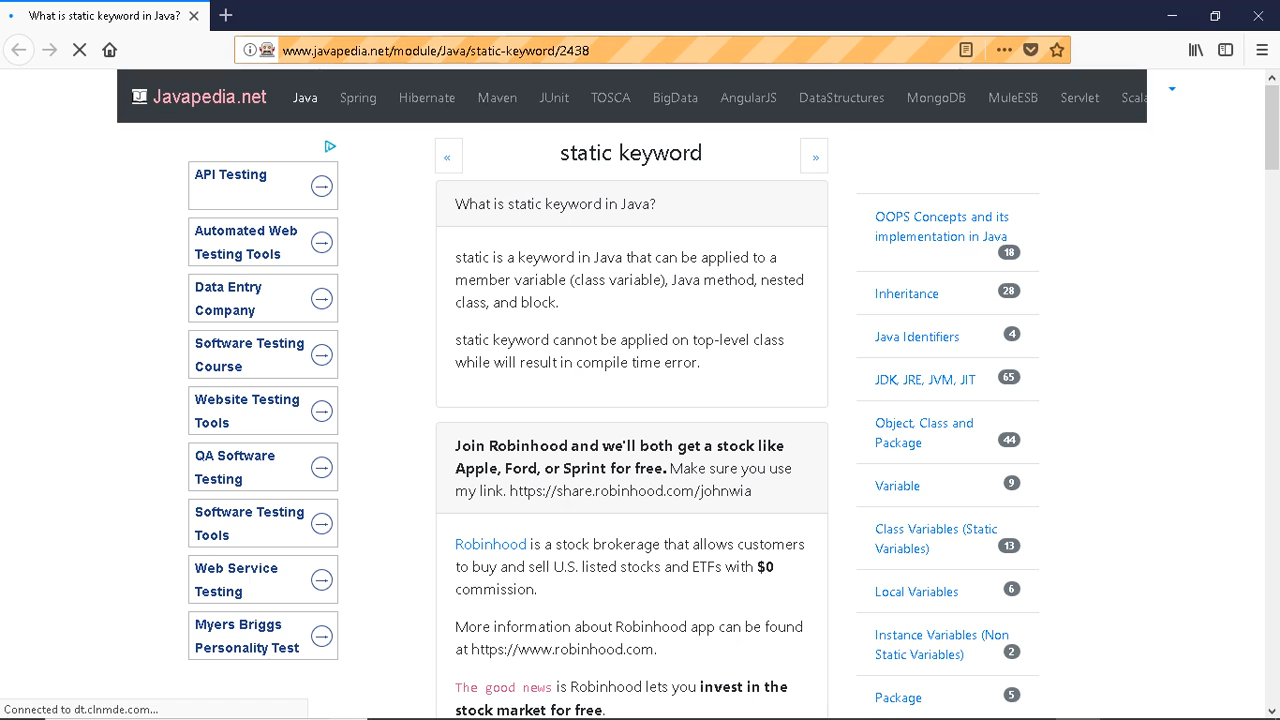 What is static keyword in Java?
www.javapedia.net/module/Java/static-keyword/2438
Javapedia.net
Java
Spring
Hibernate
Maven
JUnit
TOSCA
BigData
AngularJS
DataStructures
MongoDB
MuleESB
Servlet
Scala
API Testing
Automated Web
Testing Tools
Data Entry
Company
Software Testing
Course
Website Testing
Tools
QA Software
Testing
Software Testing
Tools
Web Service
Testing
Myers Briggs
Personality Test
«
static keyword
»
What is static keyword in Java?
static is a keyword in Java that can be applied to a
member variable (class variable), Java method, nested
class, and block.
static keyword cannot be applied on top-level class
while will result in compile time error.
Join Robinhood and we'll both get a stock like
Apple, Ford, or Sprint for free. Make sure you use
my link. https://share.robinhood.com/johnwia
Robinhood is a stock brokerage that allows customers
to buy and sell U.S. listed stocks and ETFs with $0
commission.
More information about Robinhood app can be found
at https://www.robinhood.com.
The good news is Robinhood lets you invest in the
stock market for free.
OOPS Concepts and its
implementation in Java
18
Inheritance 28
Java Identifiers 4
JDK, JRE, JVM, JIT 65
Object, Class and
Package 44
Variable 9
Class Variables (Static
Variables) 13
Local Variables 6
Instance Variables (Non
Static Variables) 2
Package 5
Connected to dt.clnmde.com...